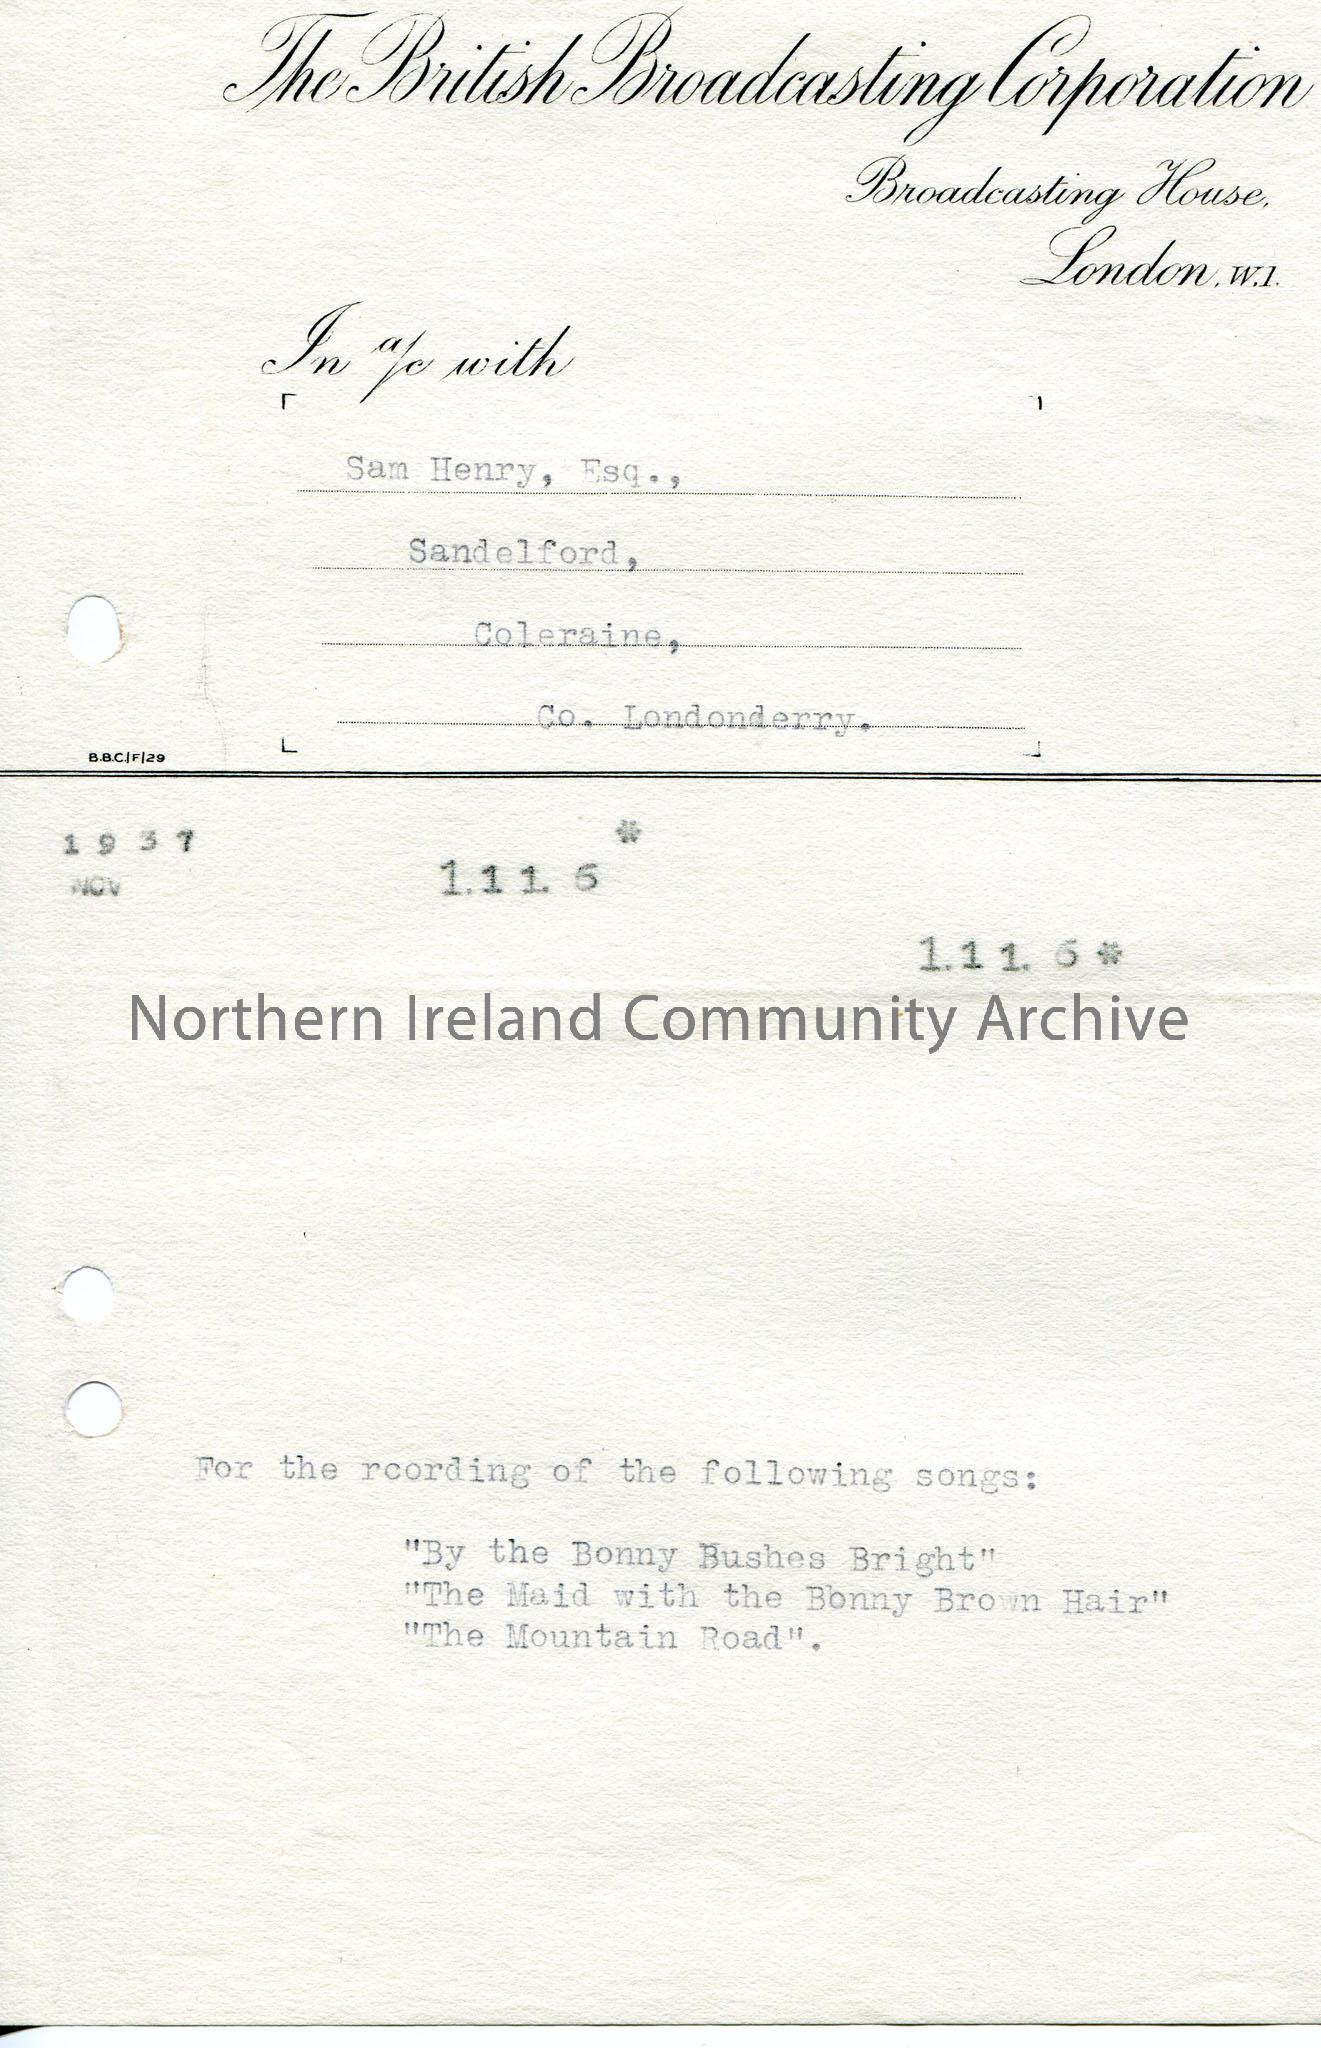 The British Broadcasting Corporation
Broadcasting House,
London, W.1.
In a/c with
Sam Henry, Esq.,
Sandelford,
Coleraine,
Co. Londonderry.
B.B.C/F/29
1937
NOV
*
1.11.6
1.11.6*
Northern Ireland Community Archive
For the rcording of the following songs:
"By the Bonny Bushes Bright"
"The Maid with the Bonny Brown Hair"
"The Mountain Road".